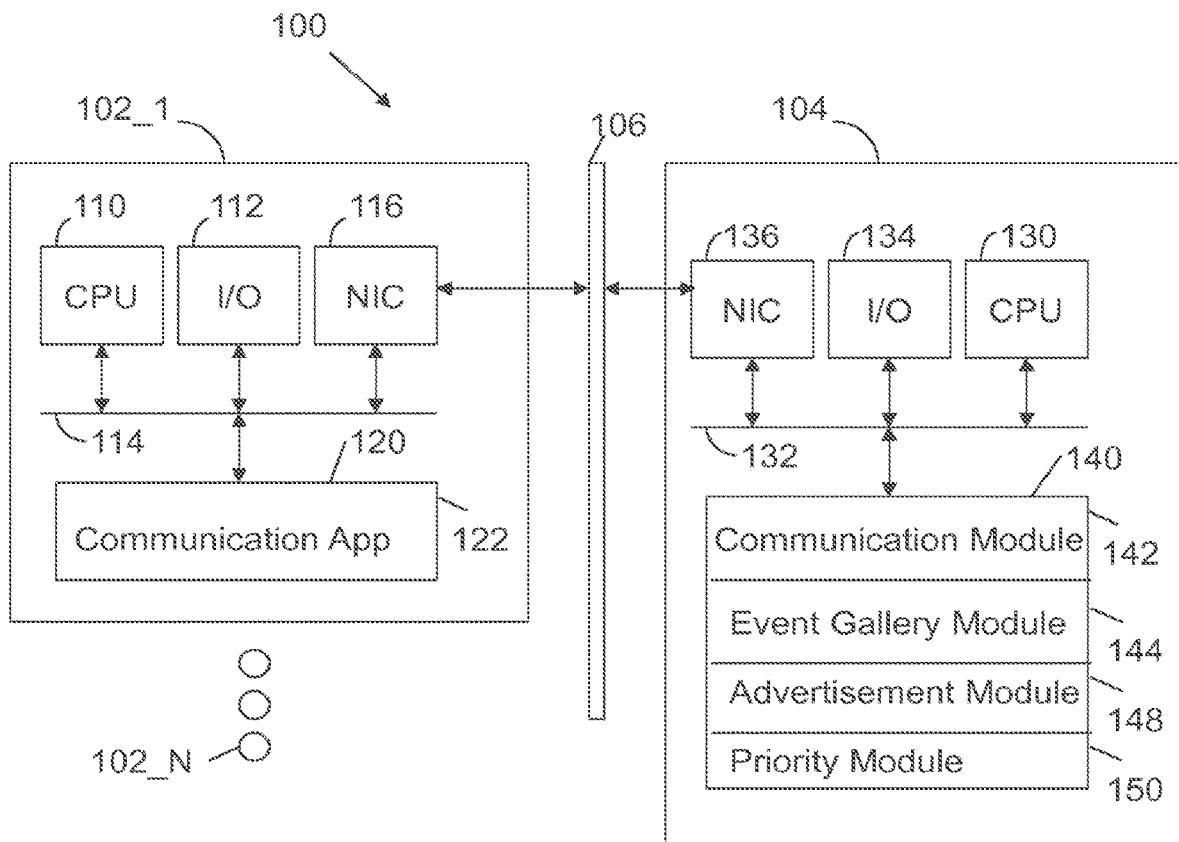 100
102_1
106
104
110
112
116
CPU
I/O
NIC
136
134
130
NIC
I/O
CPU
114
120
132
140
Communication App
122
Communication Module
142
Event Gallery Module
144
Advertisement Module
148
102_N
Priority Module
150